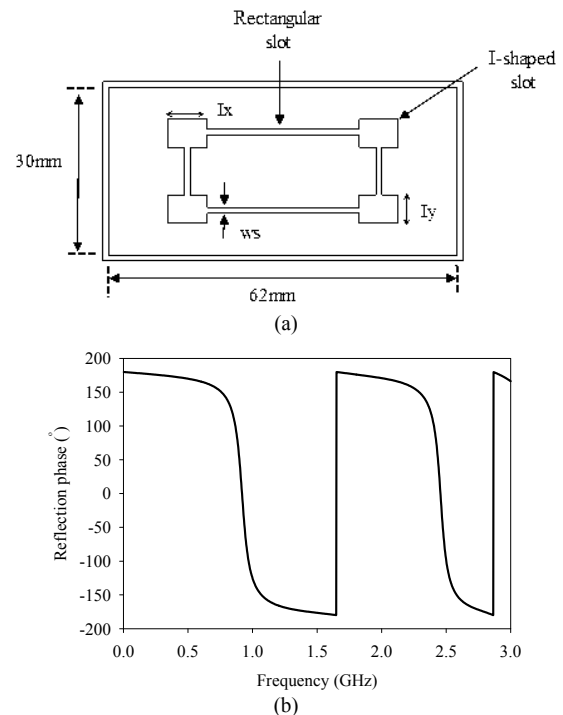 Rectangular
slot
I-shaped
slot
Ix
30mm
Iy
ws
62mm
(a)
200
150
100
50
0
-50
-100
-150
-200
Reflection phase (°)
0.0 0.5 1.0 1.5 2.0 2.5 3.0
Frequency (GHz)
(b)